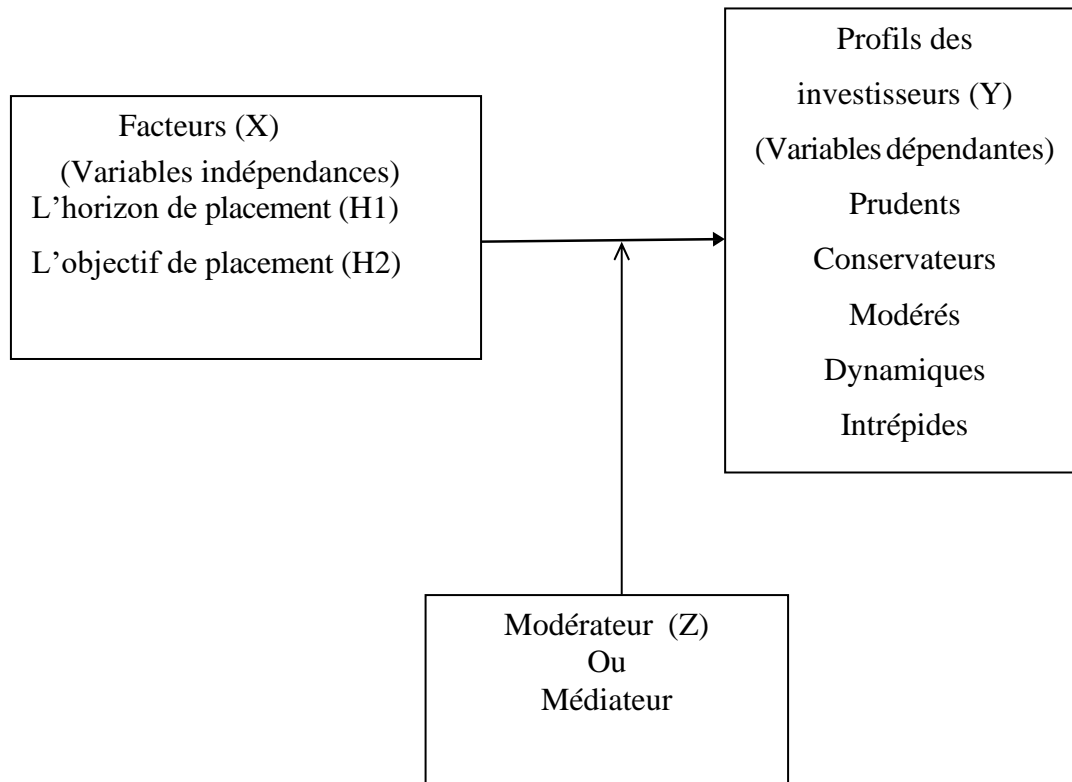 Facteurs (X)
(Variables indépendances)
L’horizon de placement (H1)
L’objectif de placement (H2)
Profils des
investisseurs (Y)
(Variables dépendantes)
Prudents
Conservateurs
Modérés
Dynamiques
Intrépides
Modérateur (Z)
Ou
Médiateur